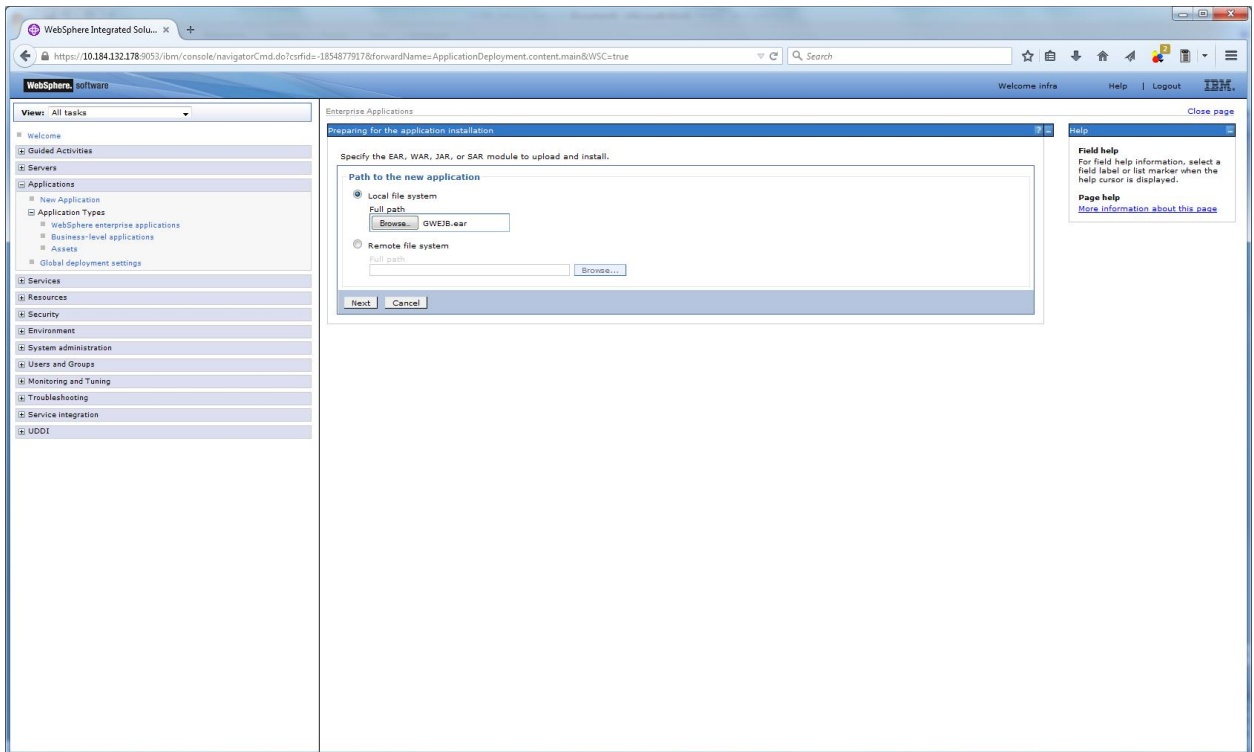 WebSphere Integrated Solu... × +
https://10.184.132.178:9053/ibm/console/navigatorCmd.do?csrfid=-1854877917&forwardName=ApplicationDeployment.content.main&WSC=true
Search
2
WebSphere. software
Welcome infra
Help | Logout
IBM.
View: All tasks
Welcome
Guided Activities
Servers
Applications
New Application
Application Types
WebSphere enterprise applications
Business-level applications
Assets
Global deployment settings
Services
Resources
Security
Environment
System administration
Users and Groups
Monitoring and Tuning
Troubleshooting
Service integration
UDDI
Enterprise Applications
Close page
Preparing for the application installation
? -
Specify the EAR, WAR, JAR, or SAR module to upload and install.
Path to the new application
Local file system
Full path
Browse.. GWEJB.ear
Remote file system
Full path
Browse...
Next Cancel
Help
Field help
For field help information, select a
field label or list marker when the
help cursor is displayed.
Page help
More information about this page